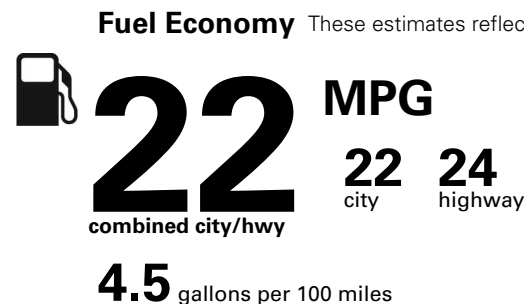 Fuel Economy These estimates reflec
22 MPG
22 24
city highway
combined city/hwy
4.5 gallons per 100 miles